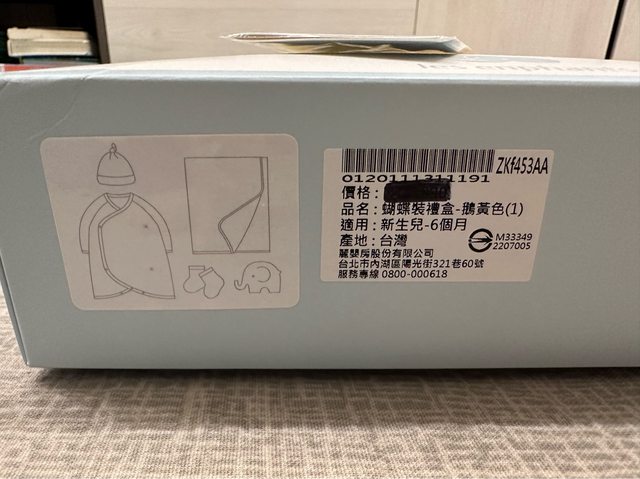 ZKf453AA
0120111311191
價格:
品名: 蝴蝶裝禮盒-鵝黃色(1)
適用: 新生兒-6個月
產地: 台灣
M33349
2207005
麗嬰房股份有限公司
台北市內湖區陽光街321巷60號
服務專線 0800-000618